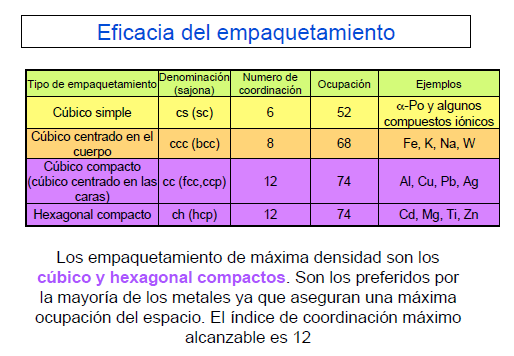 Eficacia del empaquetamiento
Tipo de empaquetamiento Denominación (sajona) Numero de coordinación Ocupación Ejemplos
Cúbico simple cs (sc) 6 52 α-Po y algunos compuestos iónicos
Cúbico centrado en el cuerpo ccc (bcc) 8 68 Fe, K, Na, W
Cúbico compacto (cúbico centrado en las caras) cc (fcc,ccp) 12 74 Al, Cu, Pb, Ag
Hexagonal compacto ch (hcp) 12 74 Cd, Mg, Ti, Zn
Los empaquetamiento de máxima densidad son los
cúbico y hexagonal compactos. Son los preferidos por
la mayoría de los metales ya que aseguran una máxima
ocupación del espacio. El índice de coordinación máximo
alcanzable es 12